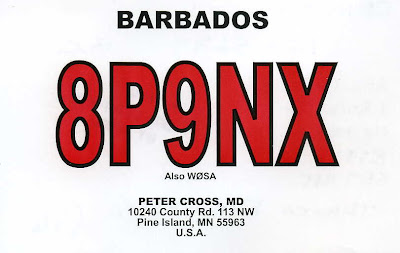 BARBADOS
8P9NX
Also WØSA
PETER CROSS, MD
10240 County Rd. 113 NW
Pine Island, MN 55963
U.S.A.